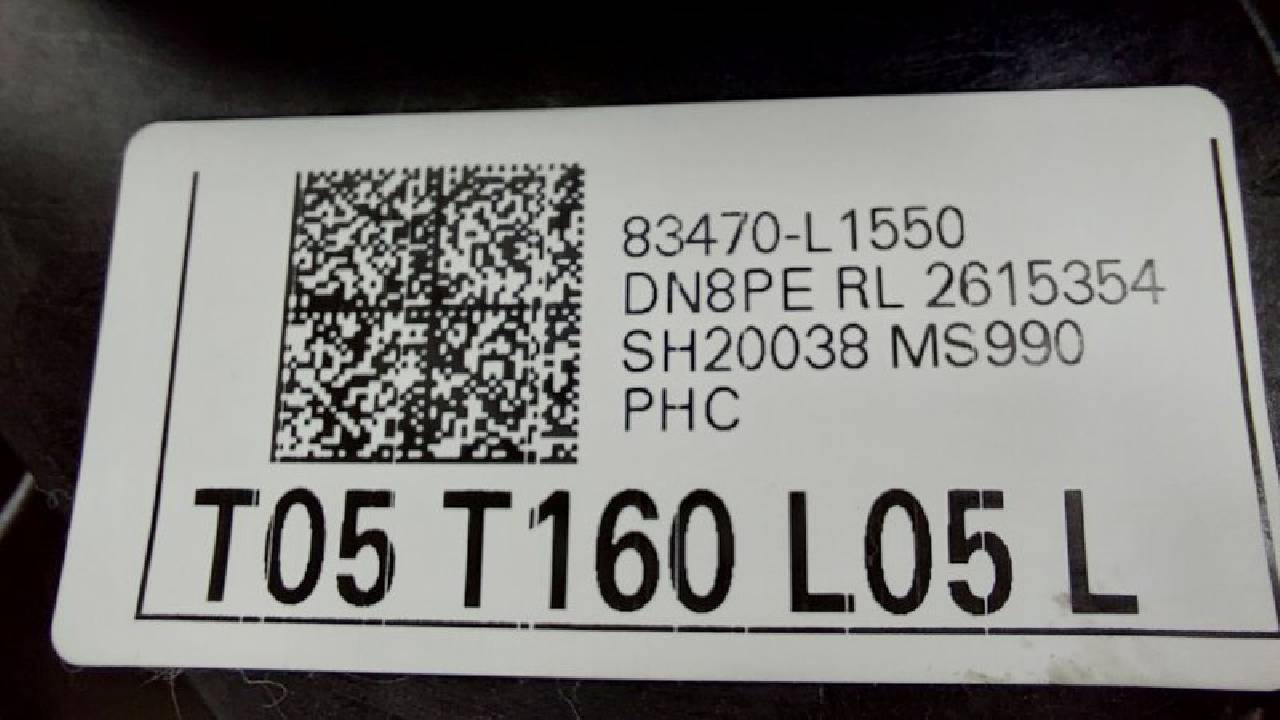 83470-L1550
DN8PE RL 2615354
SH20038 MS990
PHC
T05 T160 L05 L